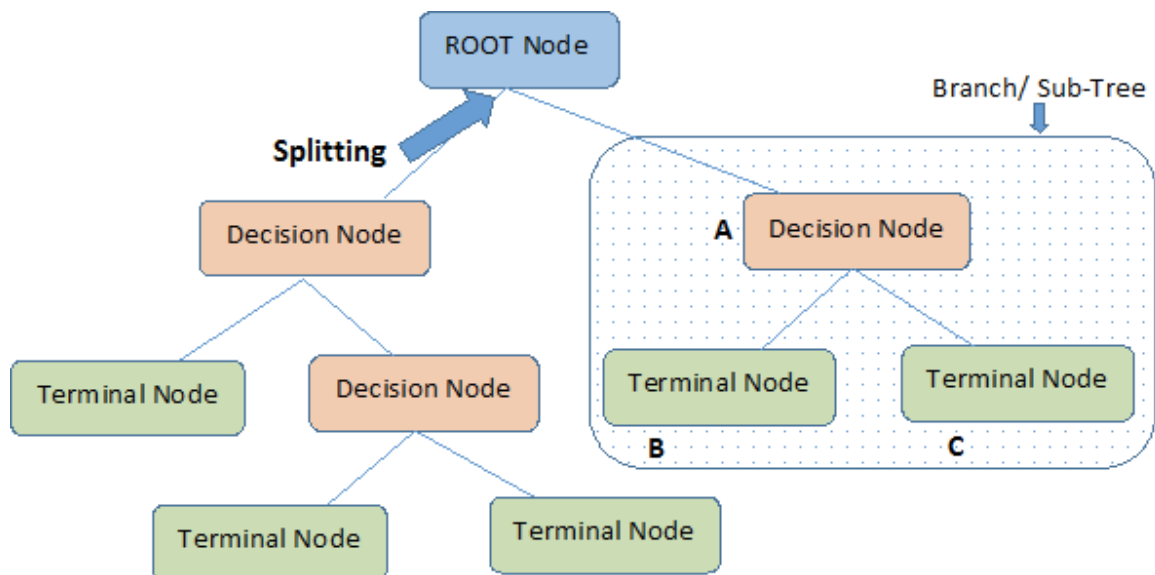 ROOT Node
Branch/ Sub-Tree
Splitting
Decision Node
A
Decision Node
Terminal Node
Decision Node
Terminal Node
Terminal Node
B
C
Terminal Node
Terminal Node